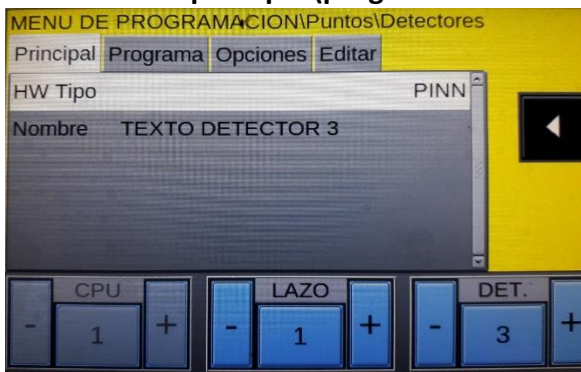 MENU DE PROGRAMACION\Puntos\Detectores
Principal Programa Opciones Editar
HW Tipo PINN
Nombre TEXTO DETECTOR 3
CPU LAZO DET.
- 1 + - 1 + - 3 +